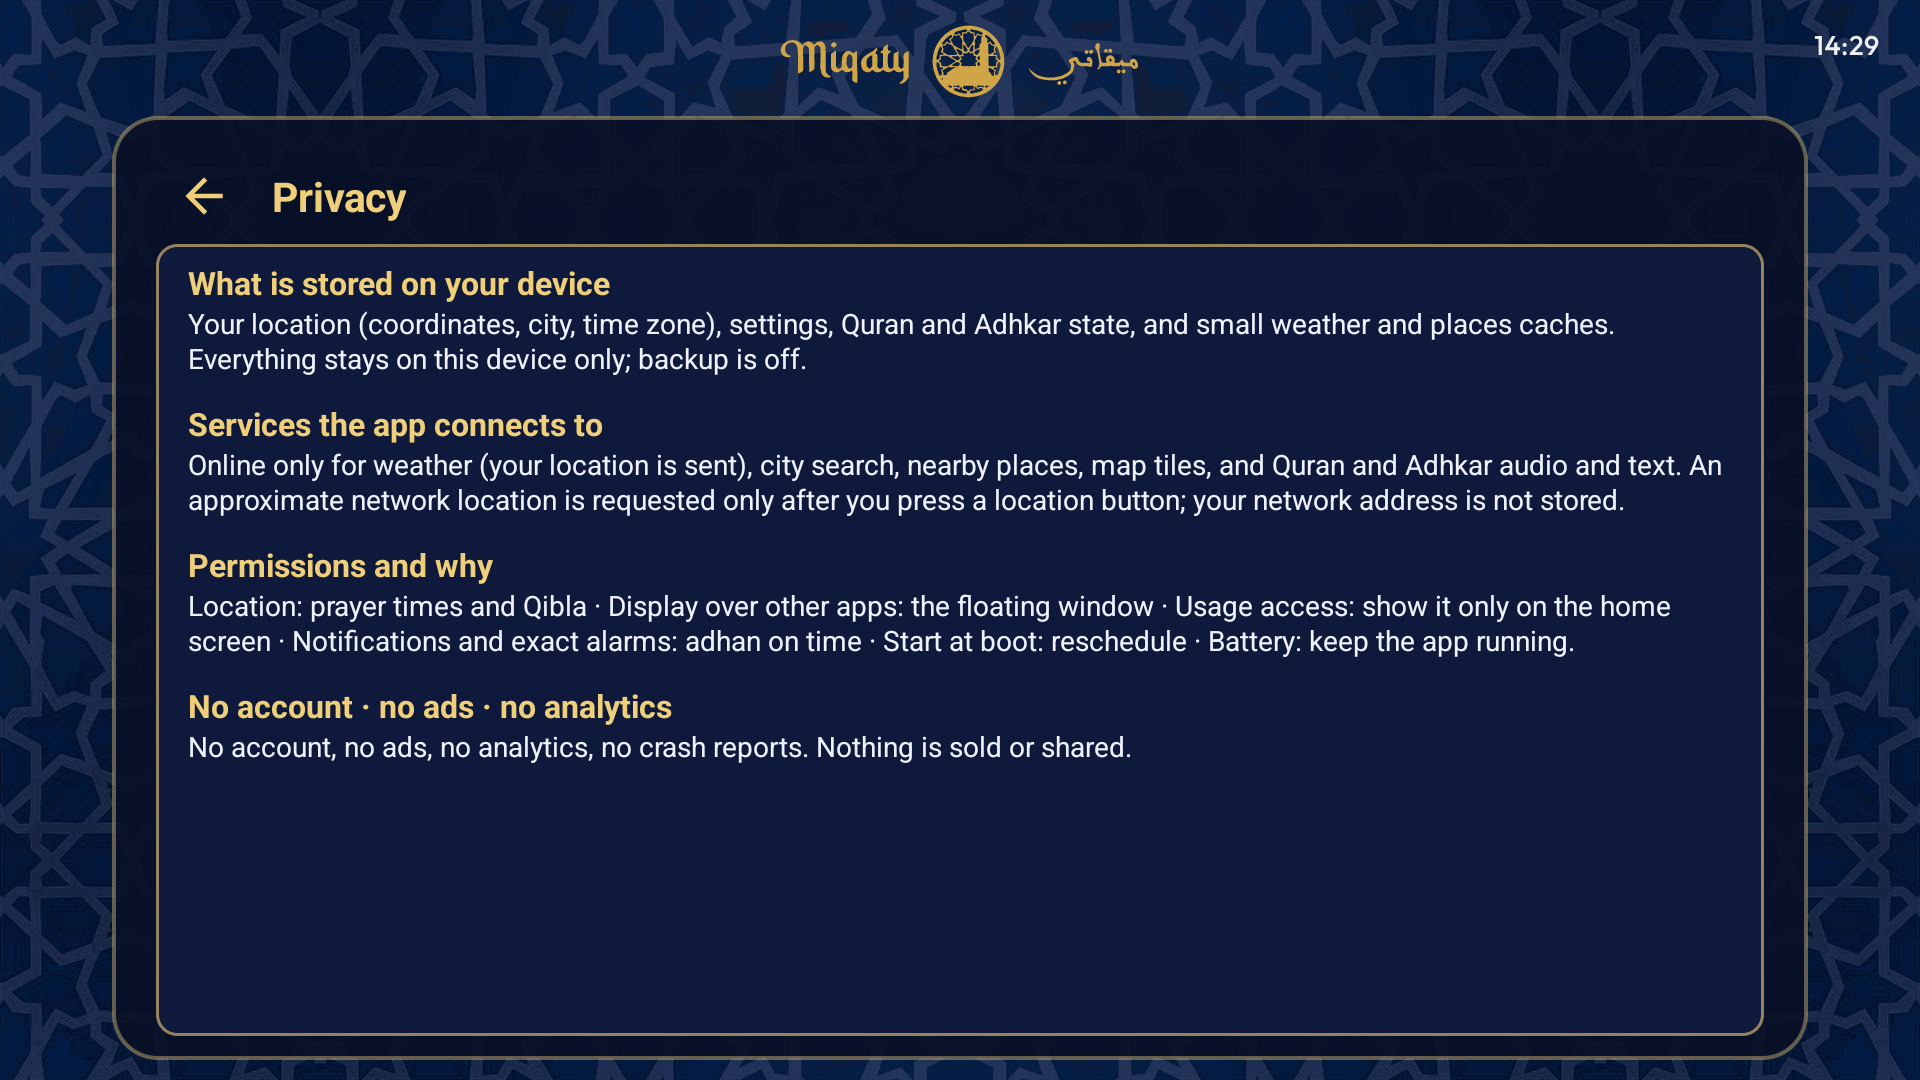 Miqaty
ميقاتي
14:29
Privacy
What is stored on your device
Your location (coordinates, city, time zone), settings, Quran and Adhkar state, and small weather and places caches.
Everything stays on this device only; backup is off.
Services the app connects to
Online only for weather (your location is sent), city search, nearby places, map tiles, and Quran and Adhkar audio and text. An
approximate network location is requested only after you press a location button; your network address is not stored.
Permissions and why
Location: prayer times and Qibla · Display over other apps: the floating window · Usage access: show it only on the home
screen · Notifications and exact alarms: adhan on time · Start at boot: reschedule · Battery: keep the app running.
No account · no ads · no analytics
No account, no ads, no analytics, no crash reports. Nothing is sold or shared.